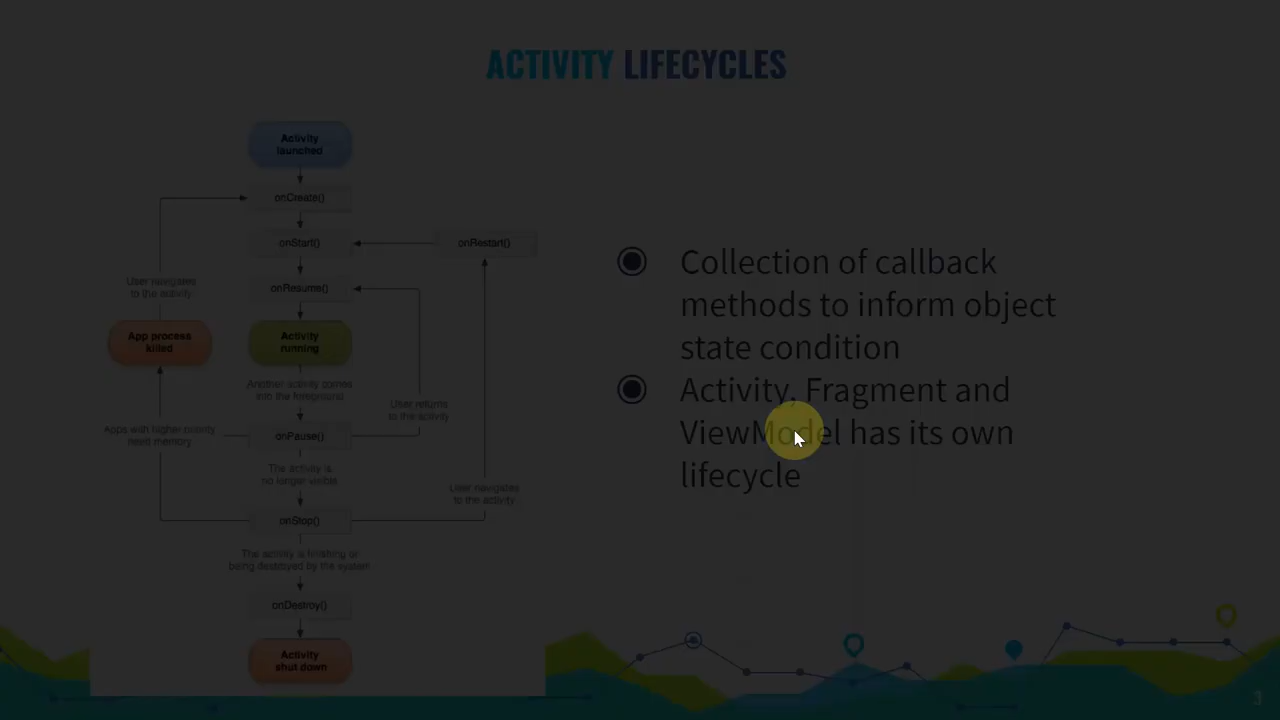 ACTIVITY LIFECYCLES
Activity
launched
onCreate()
onStart()
onRestart()
User navigates
to the activity
onResume()
App process
killed
Activity
running
Another activity comes
into the foreground
User returns
to the activity
Apps with higher priority
need memory
onPause()
The activity is
no longer visible
User navigates
to the activity
onStop()
The activity is finishing or
being destroyed by the system
onDestroy()
Activity
shut down
Collection of callback
methods to inform object
state condition
Activity, Fragment and
ViewModel has its own
lifecycle
3